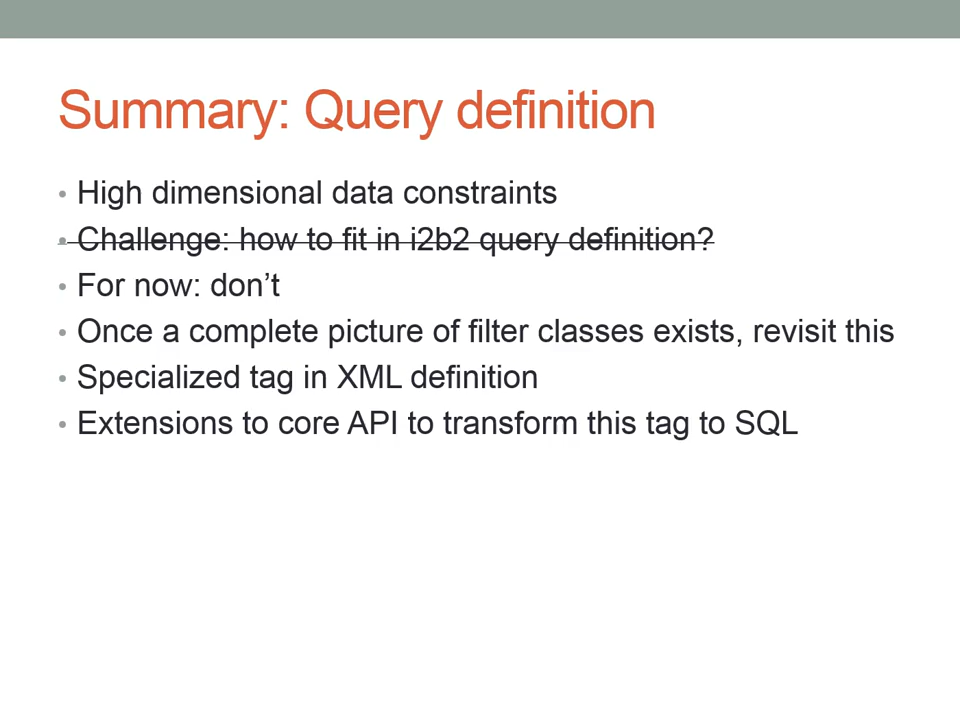 Summary: Query definition
• High dimensional data constraints
• Challenge: how to fit in i2b2 query definition?
• For now: don’t
• Once a complete picture of filter classes exists, revisit this
• Specialized tag in XML definition
• Extensions to core API to transform this tag to SQL